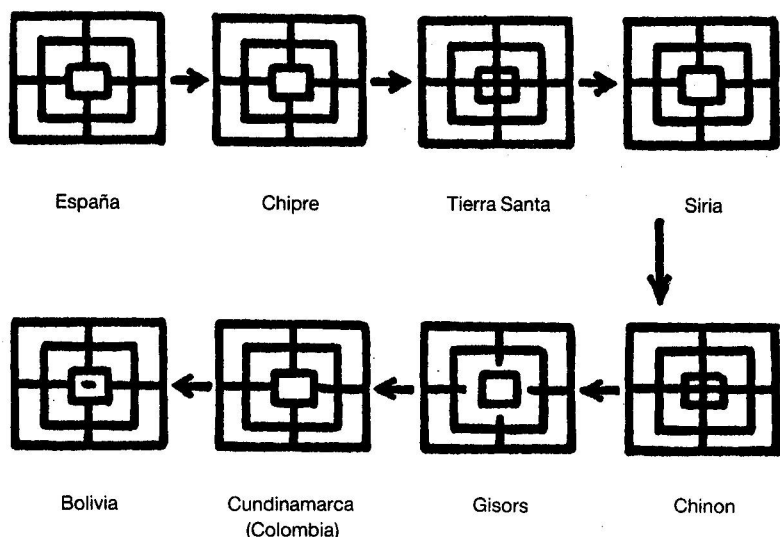 España
Chipre
Tierra Santa
Siria
Bolivia
Cundinamarca
(Colombia)
Gisors
Chinon